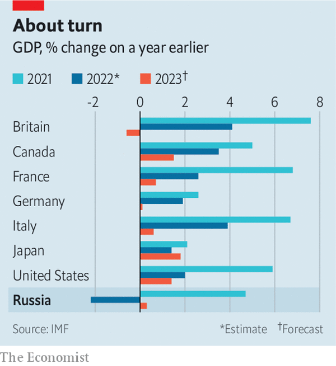 About turn
GDP, % change on a year earlier
2021 2022* 2023†
-2 0 2 4 6 8
Britain
Canada
France
Germany
Italy
Japan
United States
Russia
Source: IMF *Estimate †Forecast
The Economist